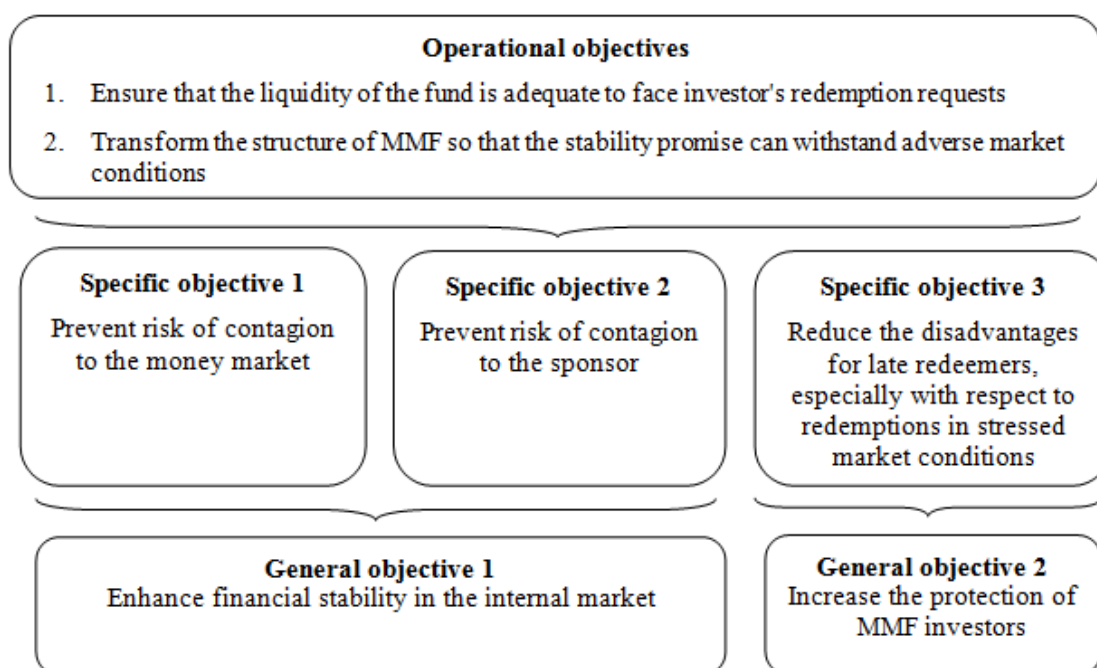 Operational objectives
1. Ensure that the liquidity of the fund is adequate to face investor's redemption requests
2. Transform the structure of MMF so that the stability promise can withstand adverse market
conditions
Specific objective 1
Prevent risk of contagion
to the money market
Specific objective 2
Prevent risk of contagion
to the sponsor
Specific objective 3
Reduce the disadvantages
for late redeemers,
especially with respect to
redemptions in stressed
market conditions
General objective 1
Enhance financial stability in the internal market
General objective 2
Increase the protection of
MMF investors